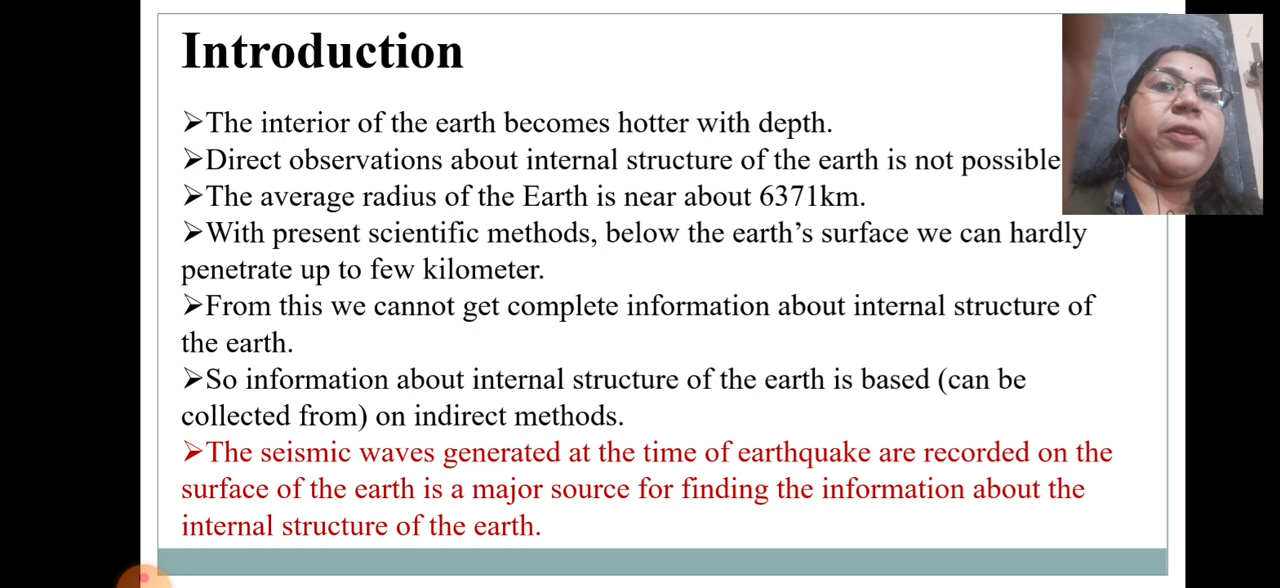 Introduction
➢The interior of the earth becomes hotter with depth.
➢Direct observations about internal structure of the earth is not possible
➢The average radius of the Earth is near about 6371km.
➢With present scientific methods, below the earth’s surface we can hardly
penetrate up to few kilometer.
➢From this we cannot get complete information about internal structure of
the earth.
➢So information about internal structure of the earth is based (can be
collected from) on indirect methods.
➢The seismic waves generated at the time of earthquake are recorded on the
surface of the earth is a major source for finding the information about the
internal structure of the earth.